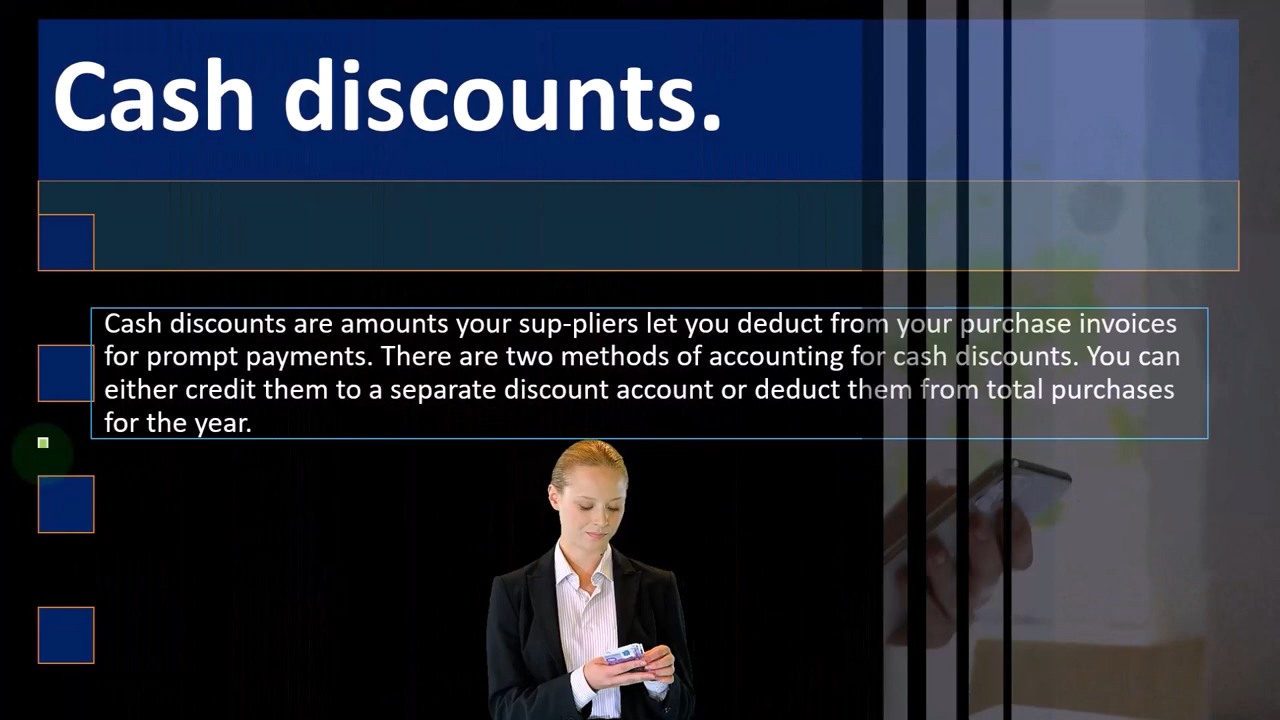 Cash discounts.
Cash discounts are amounts your sup-pliers let you deduct from your purchase invoices
for prompt payments. There are two methods of accounting for cash discounts. You can
either credit them to a separate discount account or deduct them from total purchases
for the year.